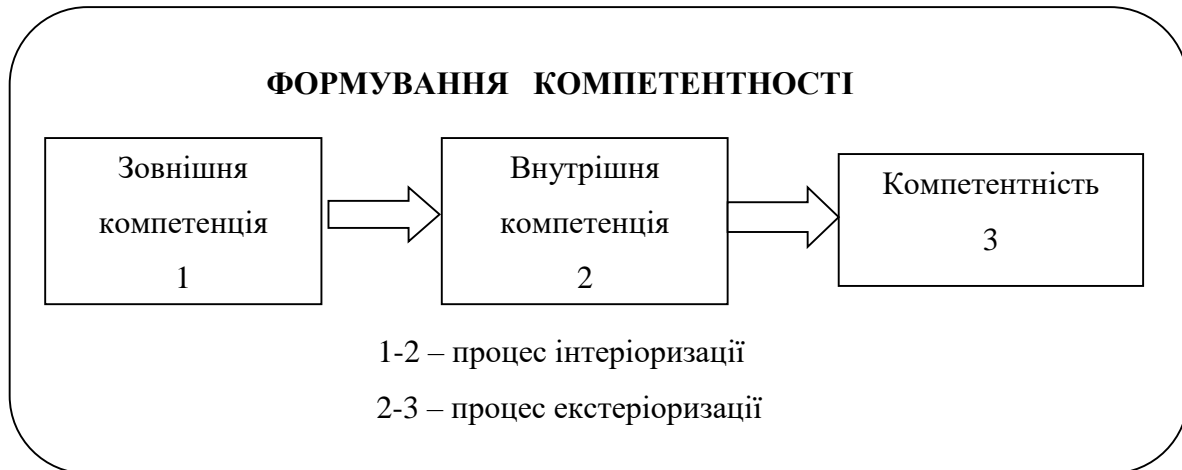 ФОРМУВАННЯ КОМПЕТЕНТНОСТІ
Зовнішня
компетенція
1
Внутрішня
компетенція
2
Компетентність
3
1-2 – процес інтеріоризації
2-3 – процес екстеріоризації